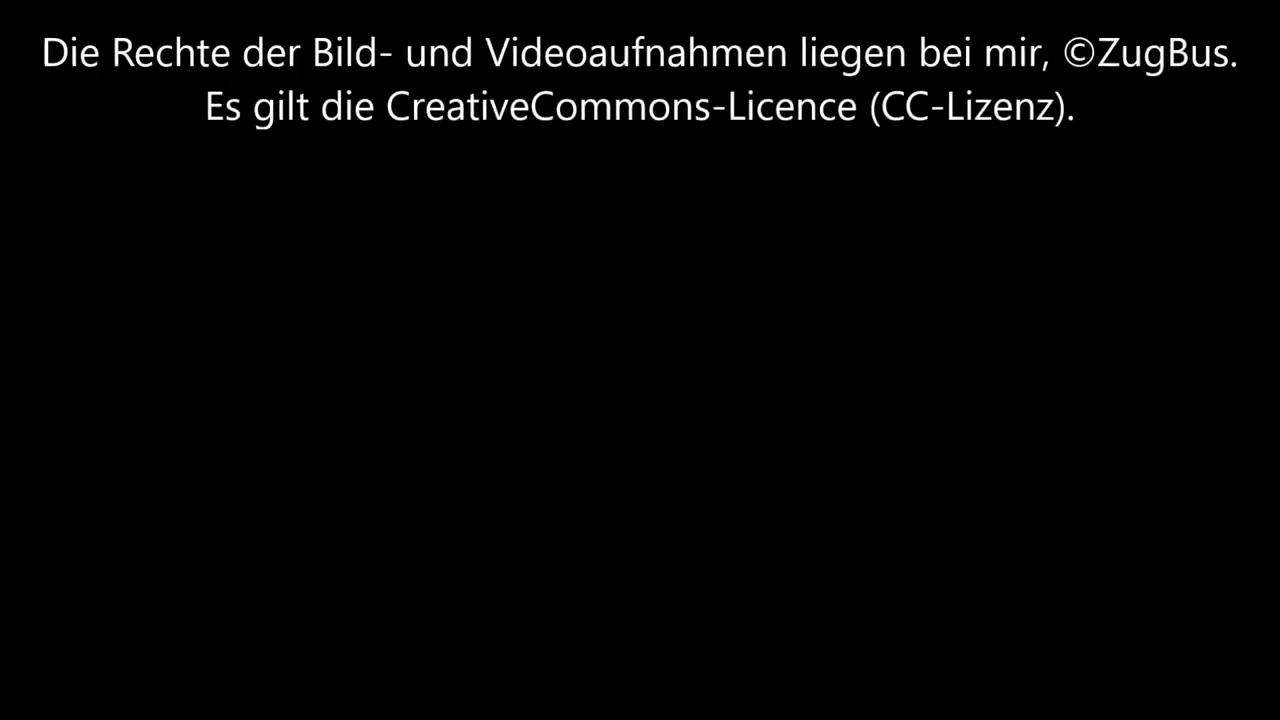 Die Rechte der Bild- und Videoaufnahmen liegen bei mir, ©ZugBus.
Es gilt die CreativeCommons-Licence (CC-Lizenz).